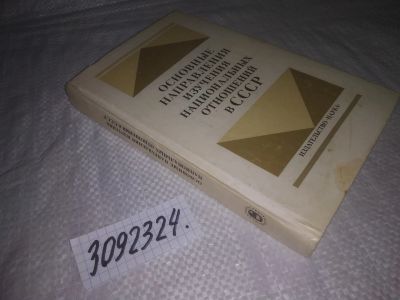 ОСНОВНЫЕ
НАПРАВЛЕНИЯ
ИЗУЧЕНИЯ
НАЦИОНАЛЬНЫХ
ОТНОШЕНИЙ
В СССР
ИЗДАТЕЛЬСТВО «НАУКА»
3092324.